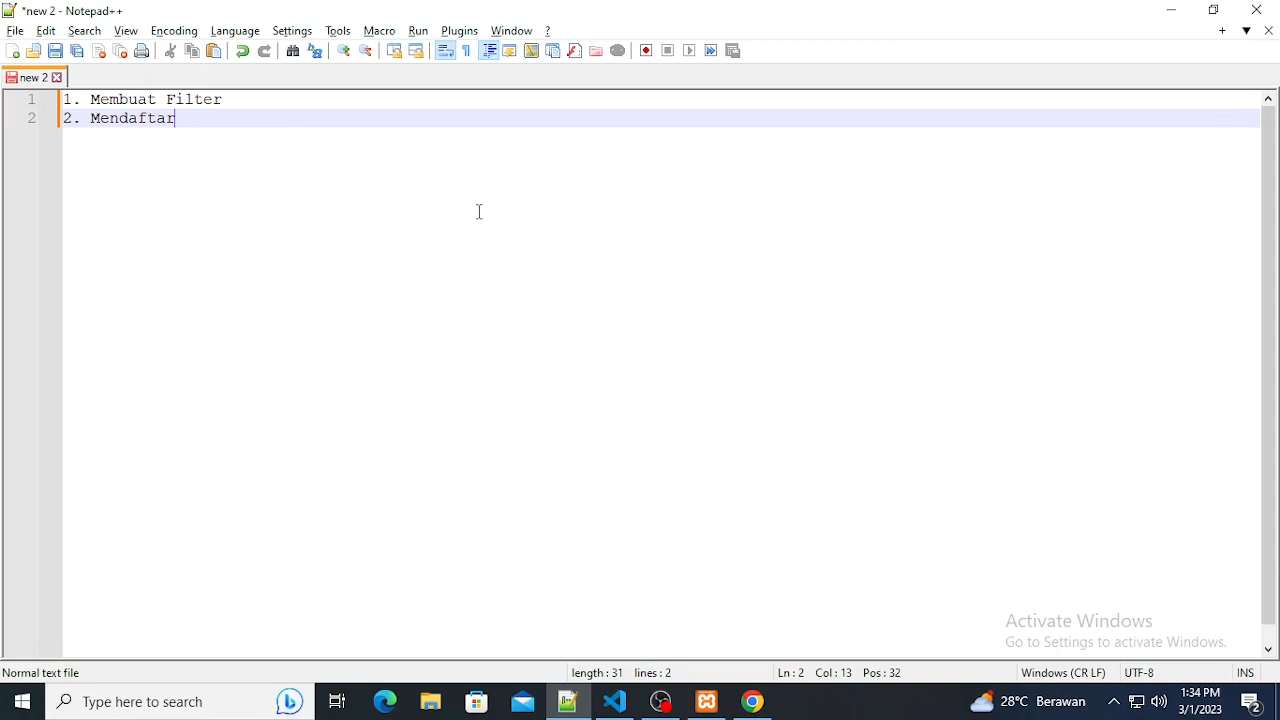 *new 2 - Notepad++
File Edit Search View Encoding Language Settings Tools Macro Run Plugins Window ?
new 2
1 1. Membuat Filter
2 2. Mendaftar
Activate Windows
Go to Settings to activate Windows.
Normal text file length : 31 lines : 2 Ln : 2 Col : 13 Pos : 32 Windows (CR LF) UTF-8 INS
Type here to search
28°C Berawan
1:34 PM
3/1/2023
2